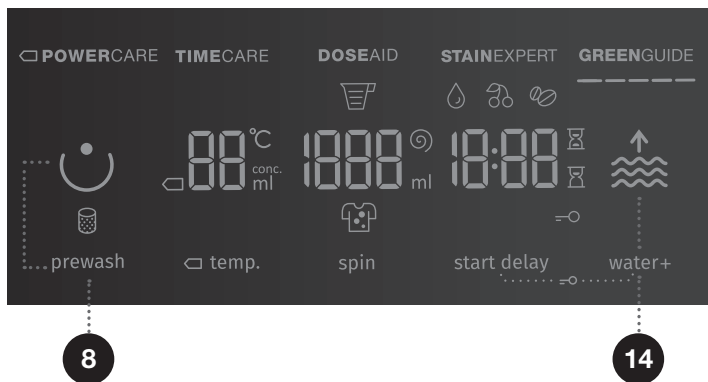 POWERCARE TIMECARE DOSEAID STAINEXPERT GREENGUIDE
88 °C 1888 18:88
conc.
ml ml
prewash temp. spin start delay water+
8 14